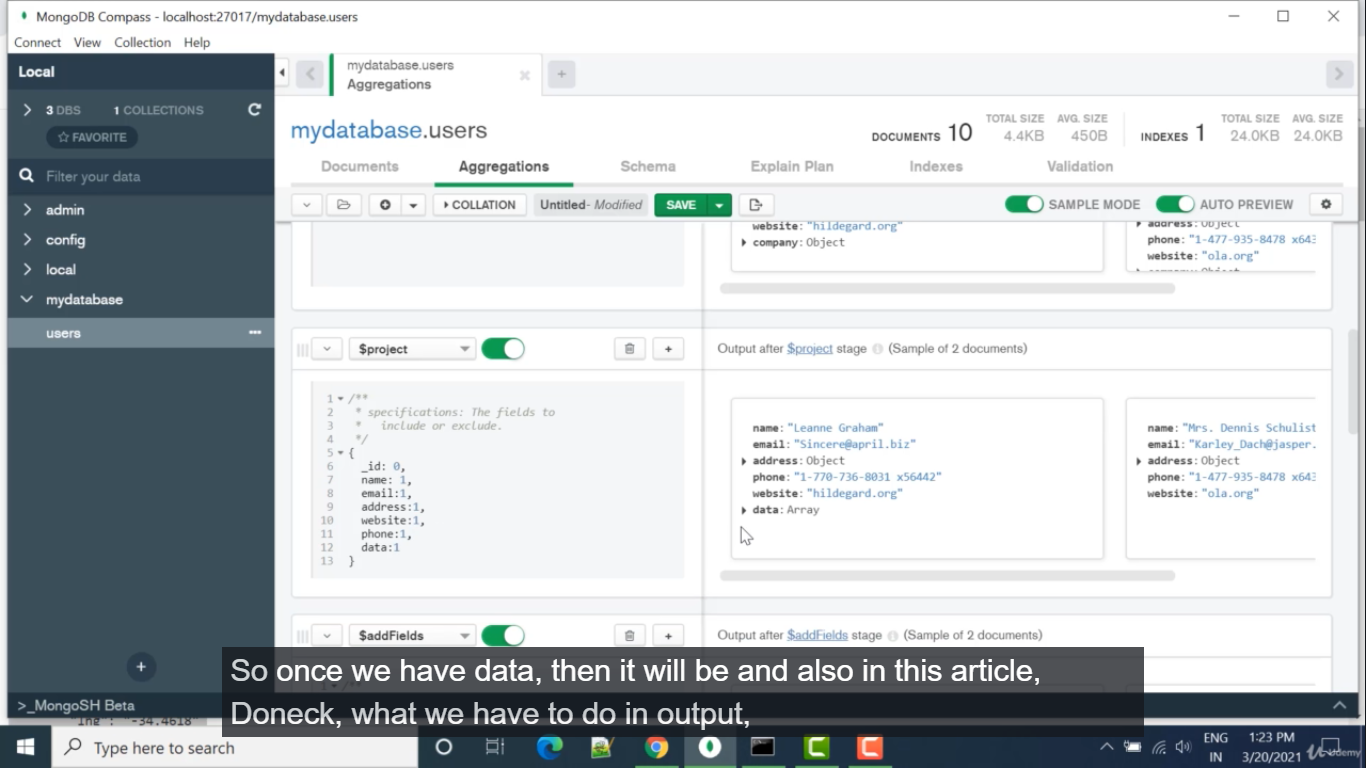 MongoDB Compass - localhost:27017/mydatabase.users
Connect View Collection Help
Local
3 DBS 1 COLLECTIONS
FAVORITE
Filter your data
admin
config
local
mydatabase
users
>_MongoSH Beta
mydatabase.users
Aggregations
mydatabase.users
DOCUMENTS 10 TOTAL SIZE 4.4KB AVG. SIZE 450B INDEXES 1 TOTAL SIZE 24.0KB AVG. SIZE 24.0KB
Documents Aggregations Schema Explain Plan Indexes Validation
COLLATION Untitled- Modified SAVE SAMPLE MODE AUTO PREVIEW
website: "hildegard.org"
company: Object
address: Object
phone: "1-477-935-8478 x643
website: "ola.org"
company: Object
$project
Output after $project stage (Sample of 2 documents)
1 /**
2 * specifications: The fields to
3 * include or exclude.
4 */
5 {
6 _id: 0,
7 name: 1,
8 email:1,
9 address:1,
10 website:1,
11 phone:1,
12 data:1
13 }
name: "Leanne Graham"
email: "Sincere@april.biz"
address: Object
phone: "1-770-736-8031 x56442"
website: "hildegard.org"
data: Array
name: "Mrs. Dennis Schulist
email: "Karley_Dach@jasper.
address: Object
phone: "1-477-935-8478 x643
website: "ola.org"
$addFields
Output after $addFields stage (Sample of 2 documents)
So once we have data, then it will be and also in this article,
Doneck, what we have to do in output,
"lng": "-34.4618"
Type here to search
ENG
IN
1:23 PM
3/20/2021
Udemy